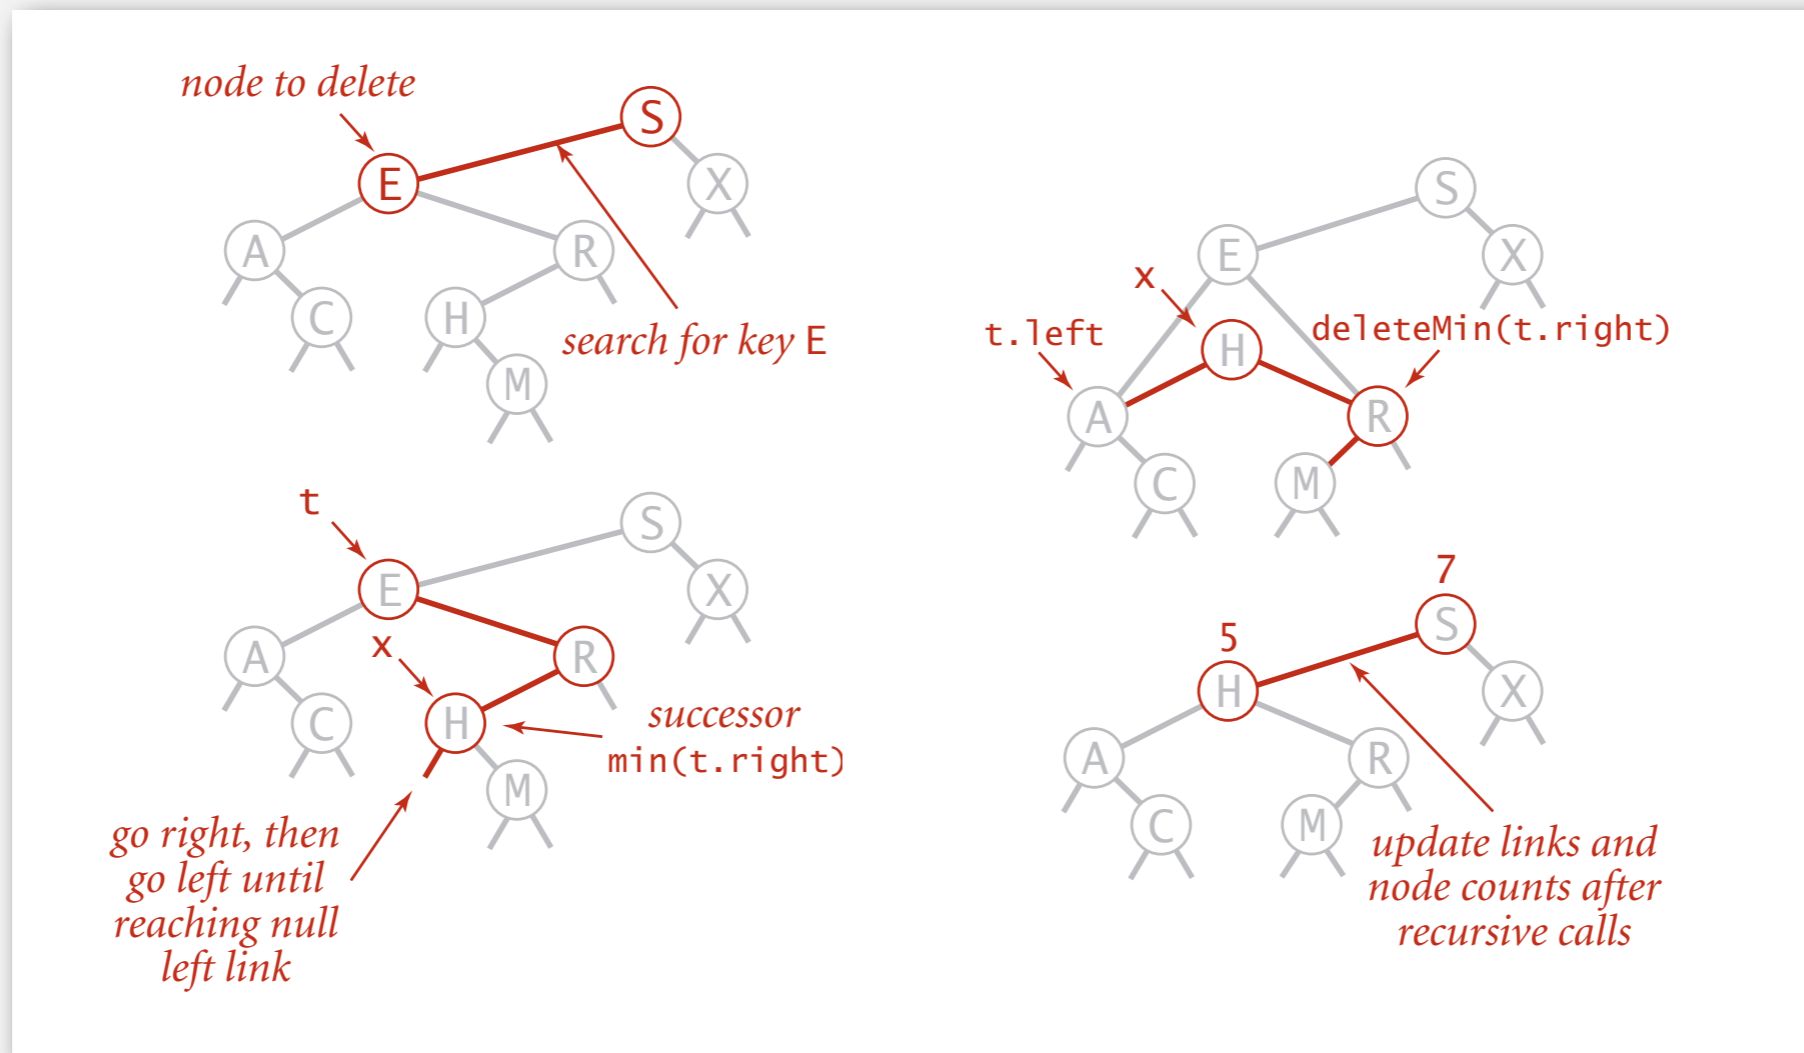 node to delete
S
E
X
A
R
C
H
M
search for key E
t
S
E
X
A
x
R
C
H
M
successor
min(t.right)
go right, then
go left until
reaching null
left link
S
E
X
x
t.left
H
deleteMin(t.right)
A
R
C
M
7
S
5
H
X
A
R
C
M
update links and
node counts after
recursive calls